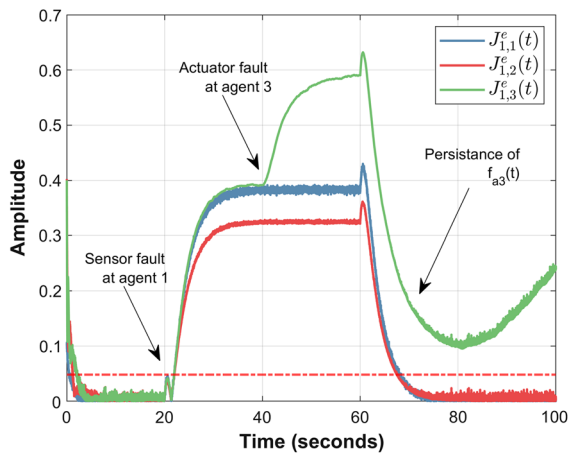 0.7
0.6
0.5
0.4
0.3
0.2
0.1
0
0 20 40 60 80 100
Amplitude
Time (seconds)
Actuator fault
at agent 3
Sensor fault
at agent 1
Persistance of
f_{a3}(t)
J^e_{1,1}(t)
J^e_{1,2}(t)
J^e_{1,3}(t)